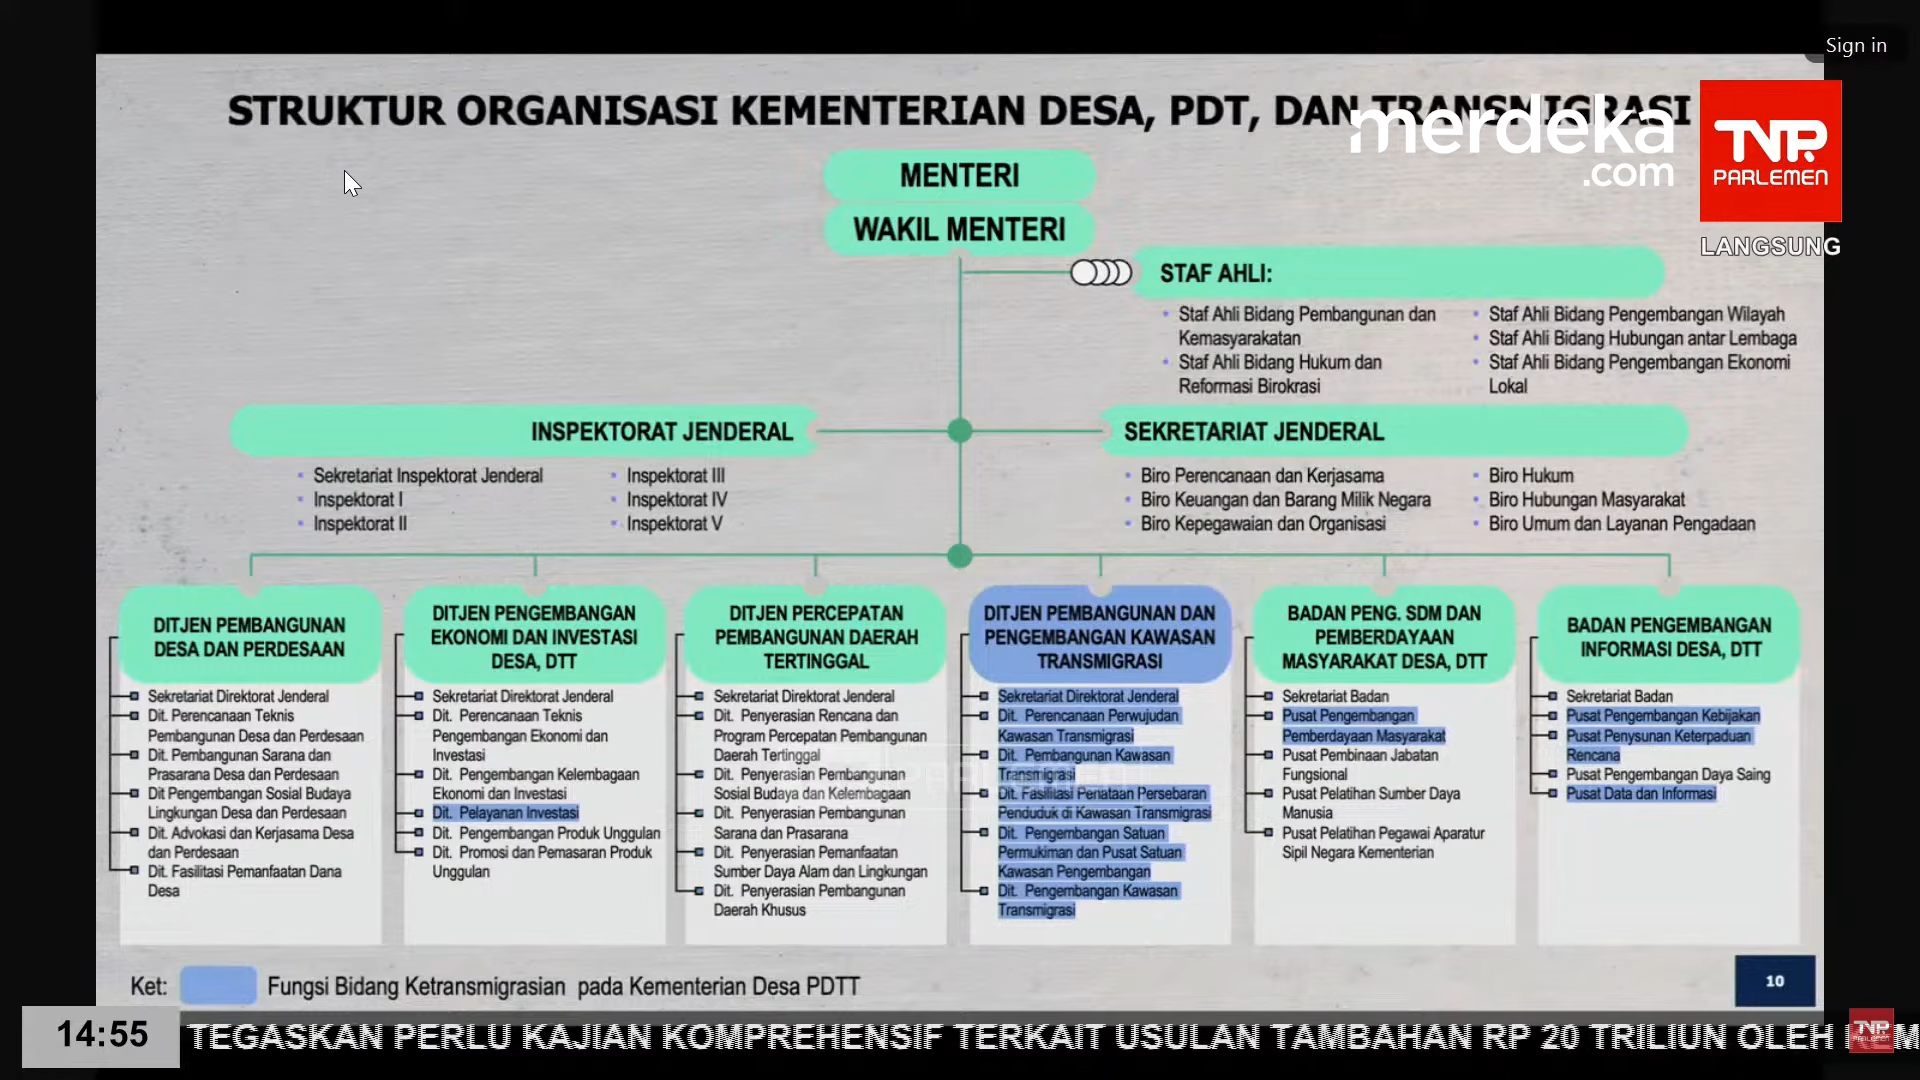 Sign in
STRUKTUR ORGANISASI KEMENTERIAN DESA, PDT, DAN TRANSMIGRASI
merdeka
.com
TVP
PARLEMEN
LANGSUNG
MENTERI
WAKIL MENTERI
STAF AHLI:
Staf Ahli Bidang Pembangunan dan
Kemasyarakatan
Staf Ahli Bidang Hukum dan
Reformasi Birokrasi
Staf Ahli Bidang Pengembangan Wilayah
Staf Ahli Bidang Hubungan antar Lembaga
Staf Ahli Bidang Pengembangan Ekonomi
Lokal
INSPEKTORAT JENDERAL
Sekretariat Inspektorat Jenderal
Inspektorat I
Inspektorat II
Inspektorat III
Inspektorat IV
Inspektorat V
SEKRETARIAT JENDERAL
Biro Perencanaan dan Kerjasama
Biro Keuangan dan Barang Milik Negara
Biro Kepegawaian dan Organisasi
Biro Hukum
Biro Hubungan Masyarakat
Biro Umum dan Layanan Pengadaan
DITJEN PEMBANGUNAN
DESA DAN PERDESAAN
Sekretariat Direktorat Jenderal
Dit. Perencanaan Teknis
Pembangunan Desa dan Perdesaan
Dit. Pembangunan Sarana dan
Prasarana Desa dan Perdesaan
Dit Pengembangan Sosial Budaya
Lingkungan Desa dan Perdesaan
Dit. Advokasi dan Kerjasama Desa
dan Perdesaan
Dit. Fasilitasi Pemanfaatan Dana
Desa
DITJEN PENGEMBANGAN
EKONOMI DAN INVESTASI
DESA, DTT
Sekretariat Direktorat Jenderal
Dit. Perencanaan Teknis
Pengembangan Ekonomi dan
Investasi
Dit. Pengembangan Kelembagaan
Ekonomi dan Investasi
Dit. Pelayanan Investasi
Dit. Pengembangan Produk Unggulan
Dit. Promosi dan Pemasaran Produk
Unggulan
DITJEN PERCEPATAN
PEMBANGUNAN DAERAH
TERTINGGAL
Sekretariat Direktorat Jenderal
Dit. Penyerasian Rencana dan
Program Percepatan Pembangunan
Daerah Tertinggal
Dit. Penyerasian Pembangunan
Sosial Budaya dan Kelembagaan
Dit. Penyerasian Pembangunan
Sarana dan Prasarana
Dit. Penyerasian Pemanfaatan
Sumber Daya Alam dan Lingkungan
Dit. Penyerasian Pembangunan
Daerah Khusus
DITJEN PEMBANGUNAN DAN
PENGEMBANGAN KAWASAN
TRANSMIGRASI
Sekretariat Direktorat Jenderal
Dit. Perencanaan Perwujudan
Kawasan Transmigrasi
Dit. Pembangunan Kawasan
Transmigrasi
Dit. Fasilitasi Penataan Persebaran
Penduduk di Kawasan Transmigrasi
Dit. Pengembangan Satuan
Permukiman dan Pusat Satuan
Kawasan Pengembangan
Dit. Pengembangan Kawasan
Transmigrasi
BADAN PENG. SDM DAN
PEMBERDAYAAN
MASYARAKAT DESA, DTT
Sekretariat Badan
Pusat Pengembangan
Pemberdayaan Masyarakat
Pusat Pembinaan Jabatan
Fungsional
Pusat Pelatihan Sumber Daya
Manusia
Pusat Pelatihan Pegawai Aparatur
Sipil Negara Kementerian
BADAN PENGEMBANGAN
INFORMASI DESA, DTT
Sekretariat Badan
Pusat Pengembangan Kebijakan
Pusat Penysunan Keterpaduan
Rencana
Pusat Pengembangan Daya Saing
Pusat Data dan Informasi
Ket:
Fungsi Bidang Ketransmigrasian pada Kementerian Desa PDTT
10
14:55
TEGASKAN PERLU KAJIAN KOMPREHENSIF TERKAIT USULAN TAMBAHAN RP 20 TRILIUN OLEH
TVP
PARLEMEN